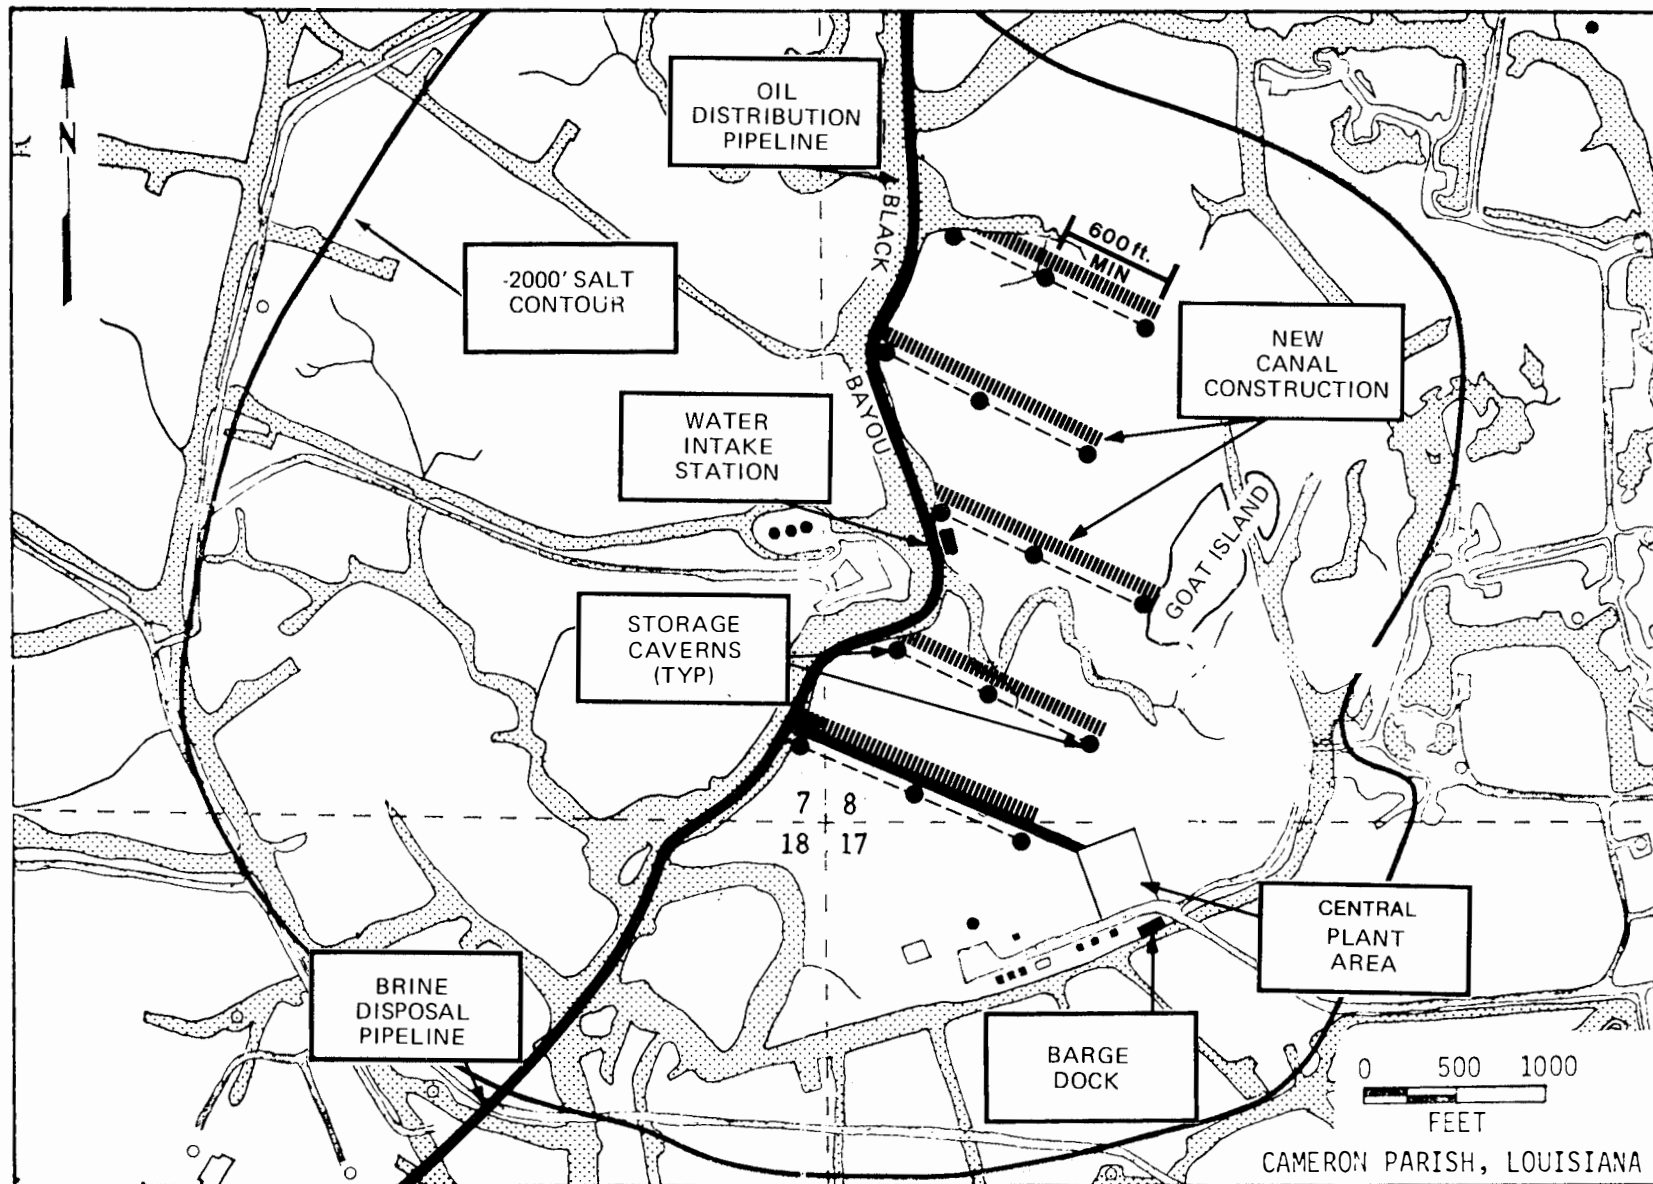 OIL
DISTRIBUTION
PIPELINE
N
BLACK
600 ft.
MIN
-2000' SALT
CONTOUR
NEW
CANAL
CONSTRUCTION
BAYOU
WATER
INTAKE
STATION
GOAT ISLAND
STORAGE
CAVERNS
(TYP)
7 8
18 17
CENTRAL
PLANT
AREA
BRINE
DISPOSAL
PIPELINE
BARGE
DOCK
0 500 1000
FEET
CAMERON PARISH, LOUISIANA